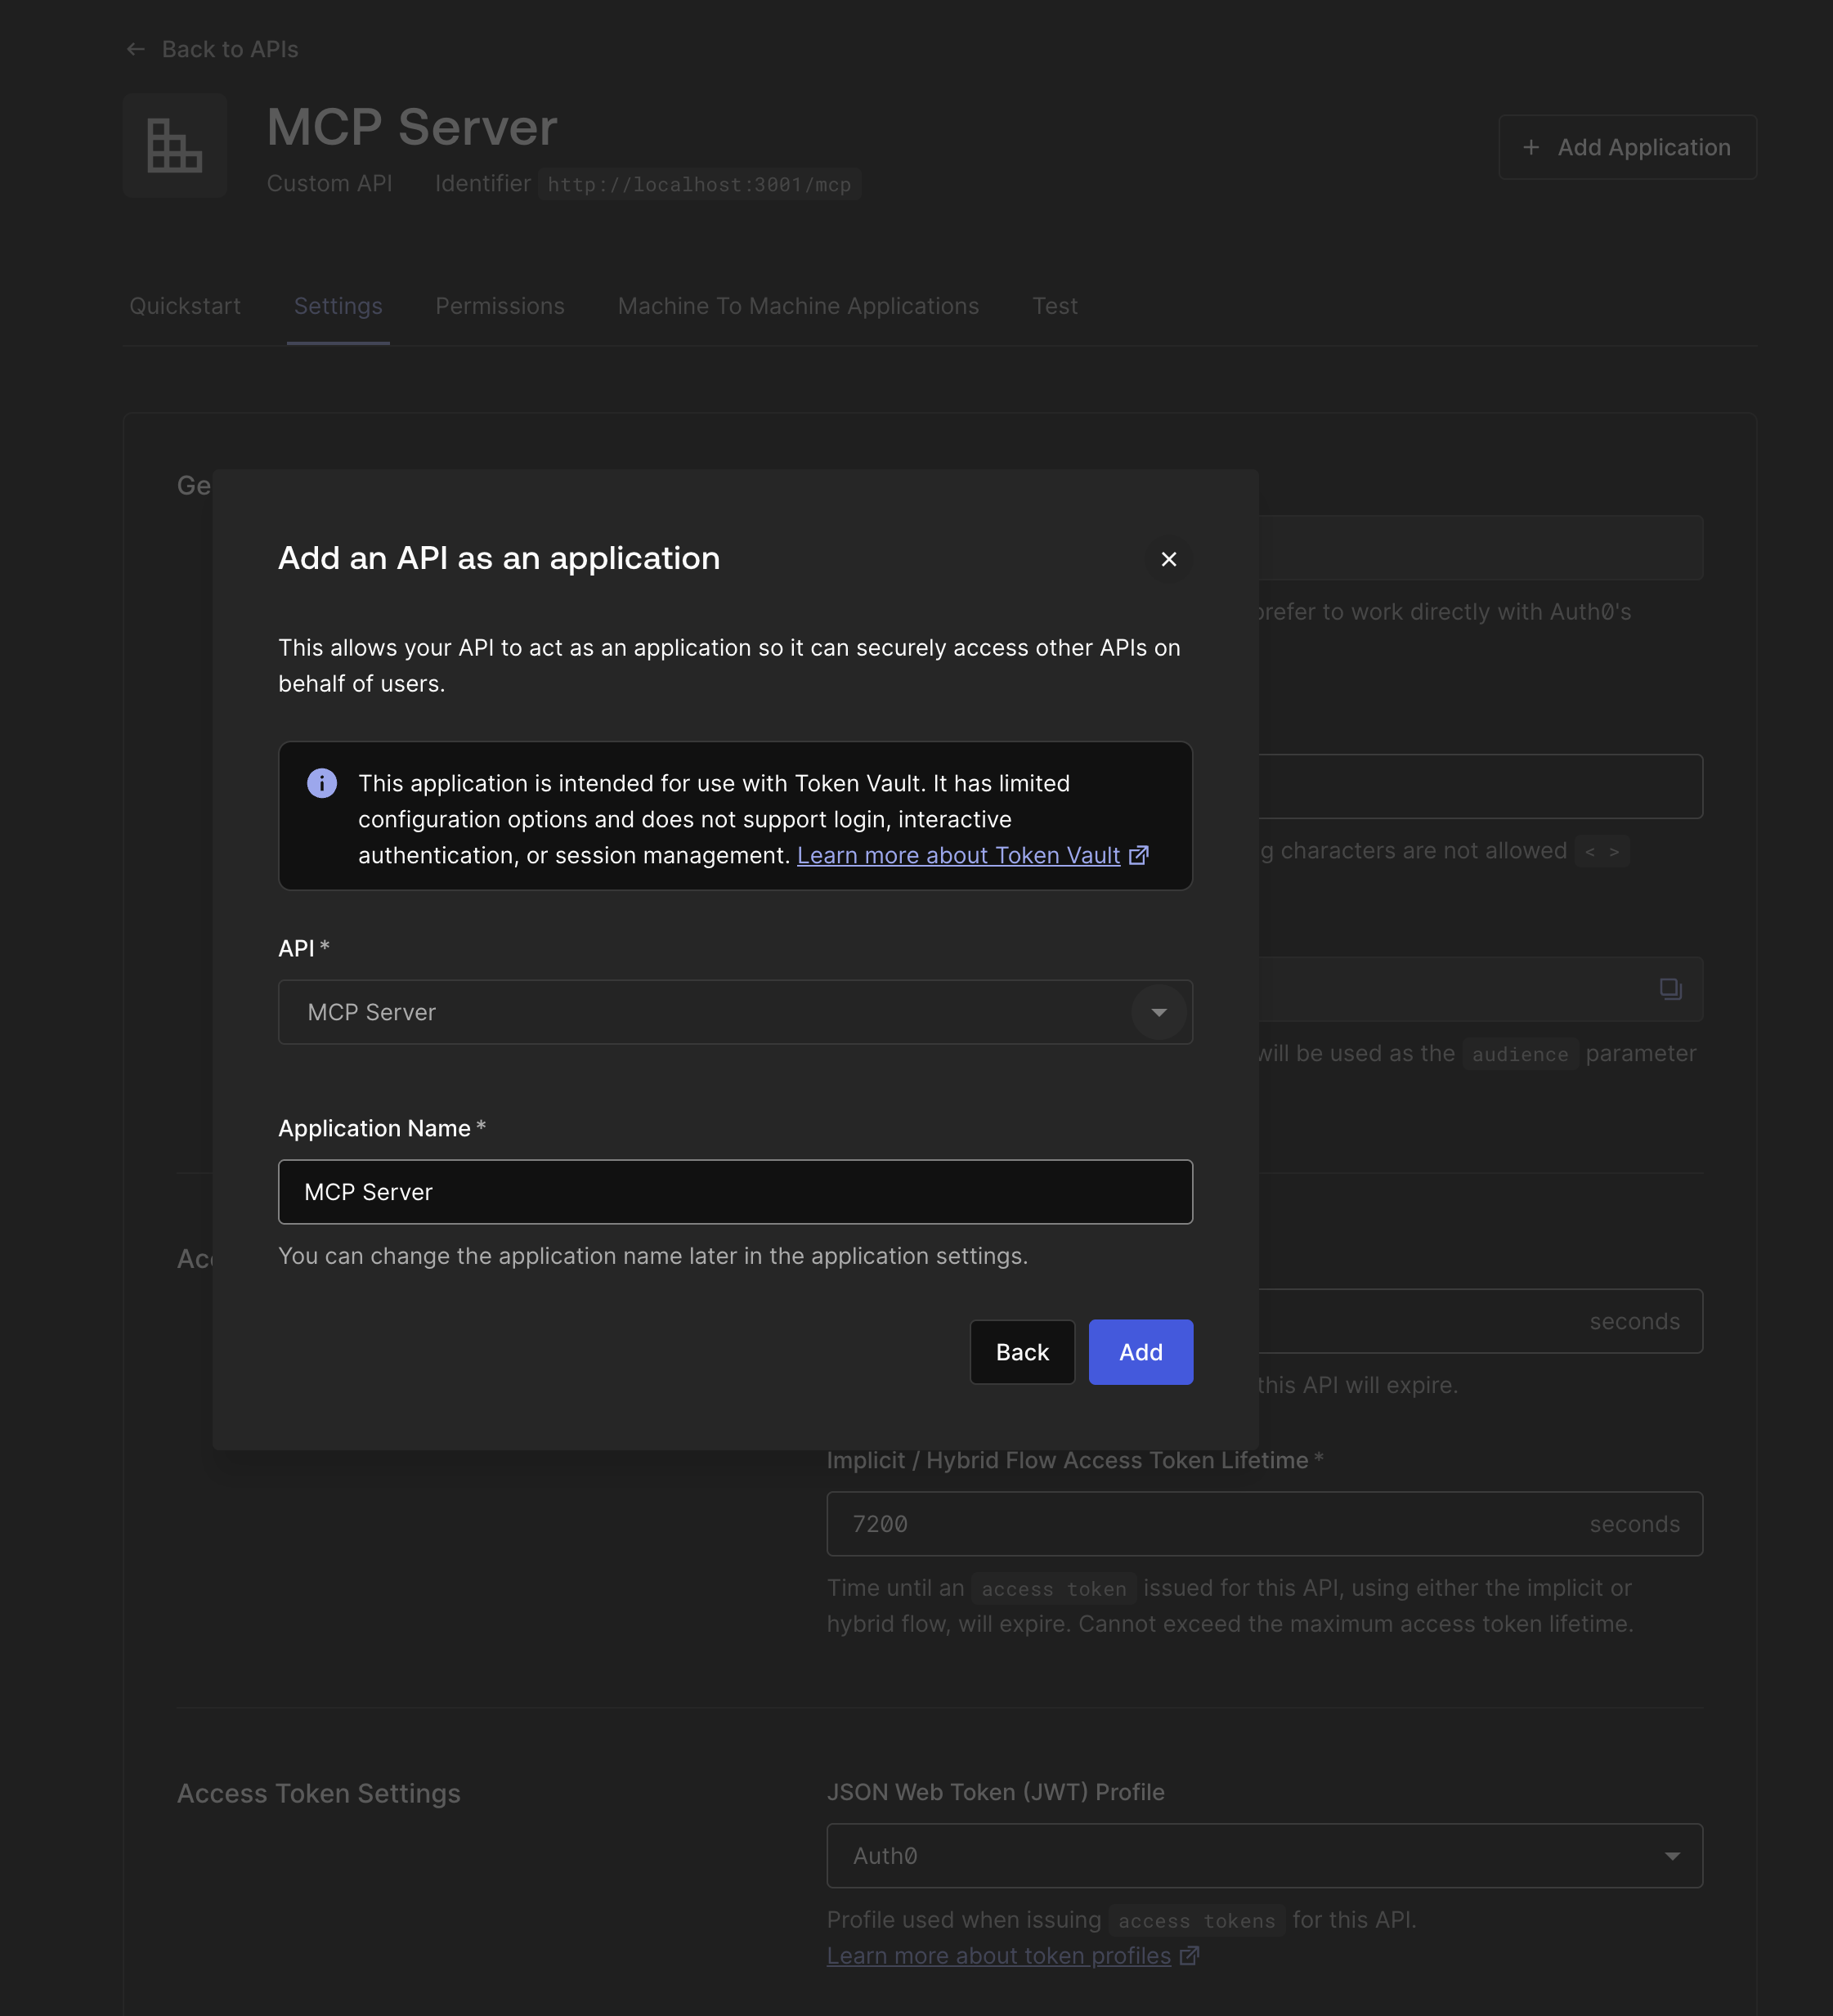 Back to APIs
MCP Server
+ Add Application
Custom API Identifier http://localhost:3001/mcp
Quickstart Settings Permissions Machine To Machine Applications Test
Add an API as an application
prefer to work directly with Auth0's
This allows your API to act as an application so it can securely access other APIs on
behalf of users.
This application is intended for use with Token Vault. It has limited
configuration options and does not support login, interactive
authentication, or session management. Learn more about Token Vault
characters are not allowed < >
API *
MCP Server
will be used as the audience parameter
Application Name *
MCP Server
You can change the application name later in the application settings.
seconds
Back Add
this API will expire.
Implicit / Hybrid Flow Access Token Lifetime *
7200 seconds
Time until an access token issued for this API, using either the implicit or
hybrid flow, will expire. Cannot exceed the maximum access token lifetime.
Access Token Settings
JSON Web Token (JWT) Profile
Auth0
Profile used when issuing access tokens for this API.
Learn more about token profiles